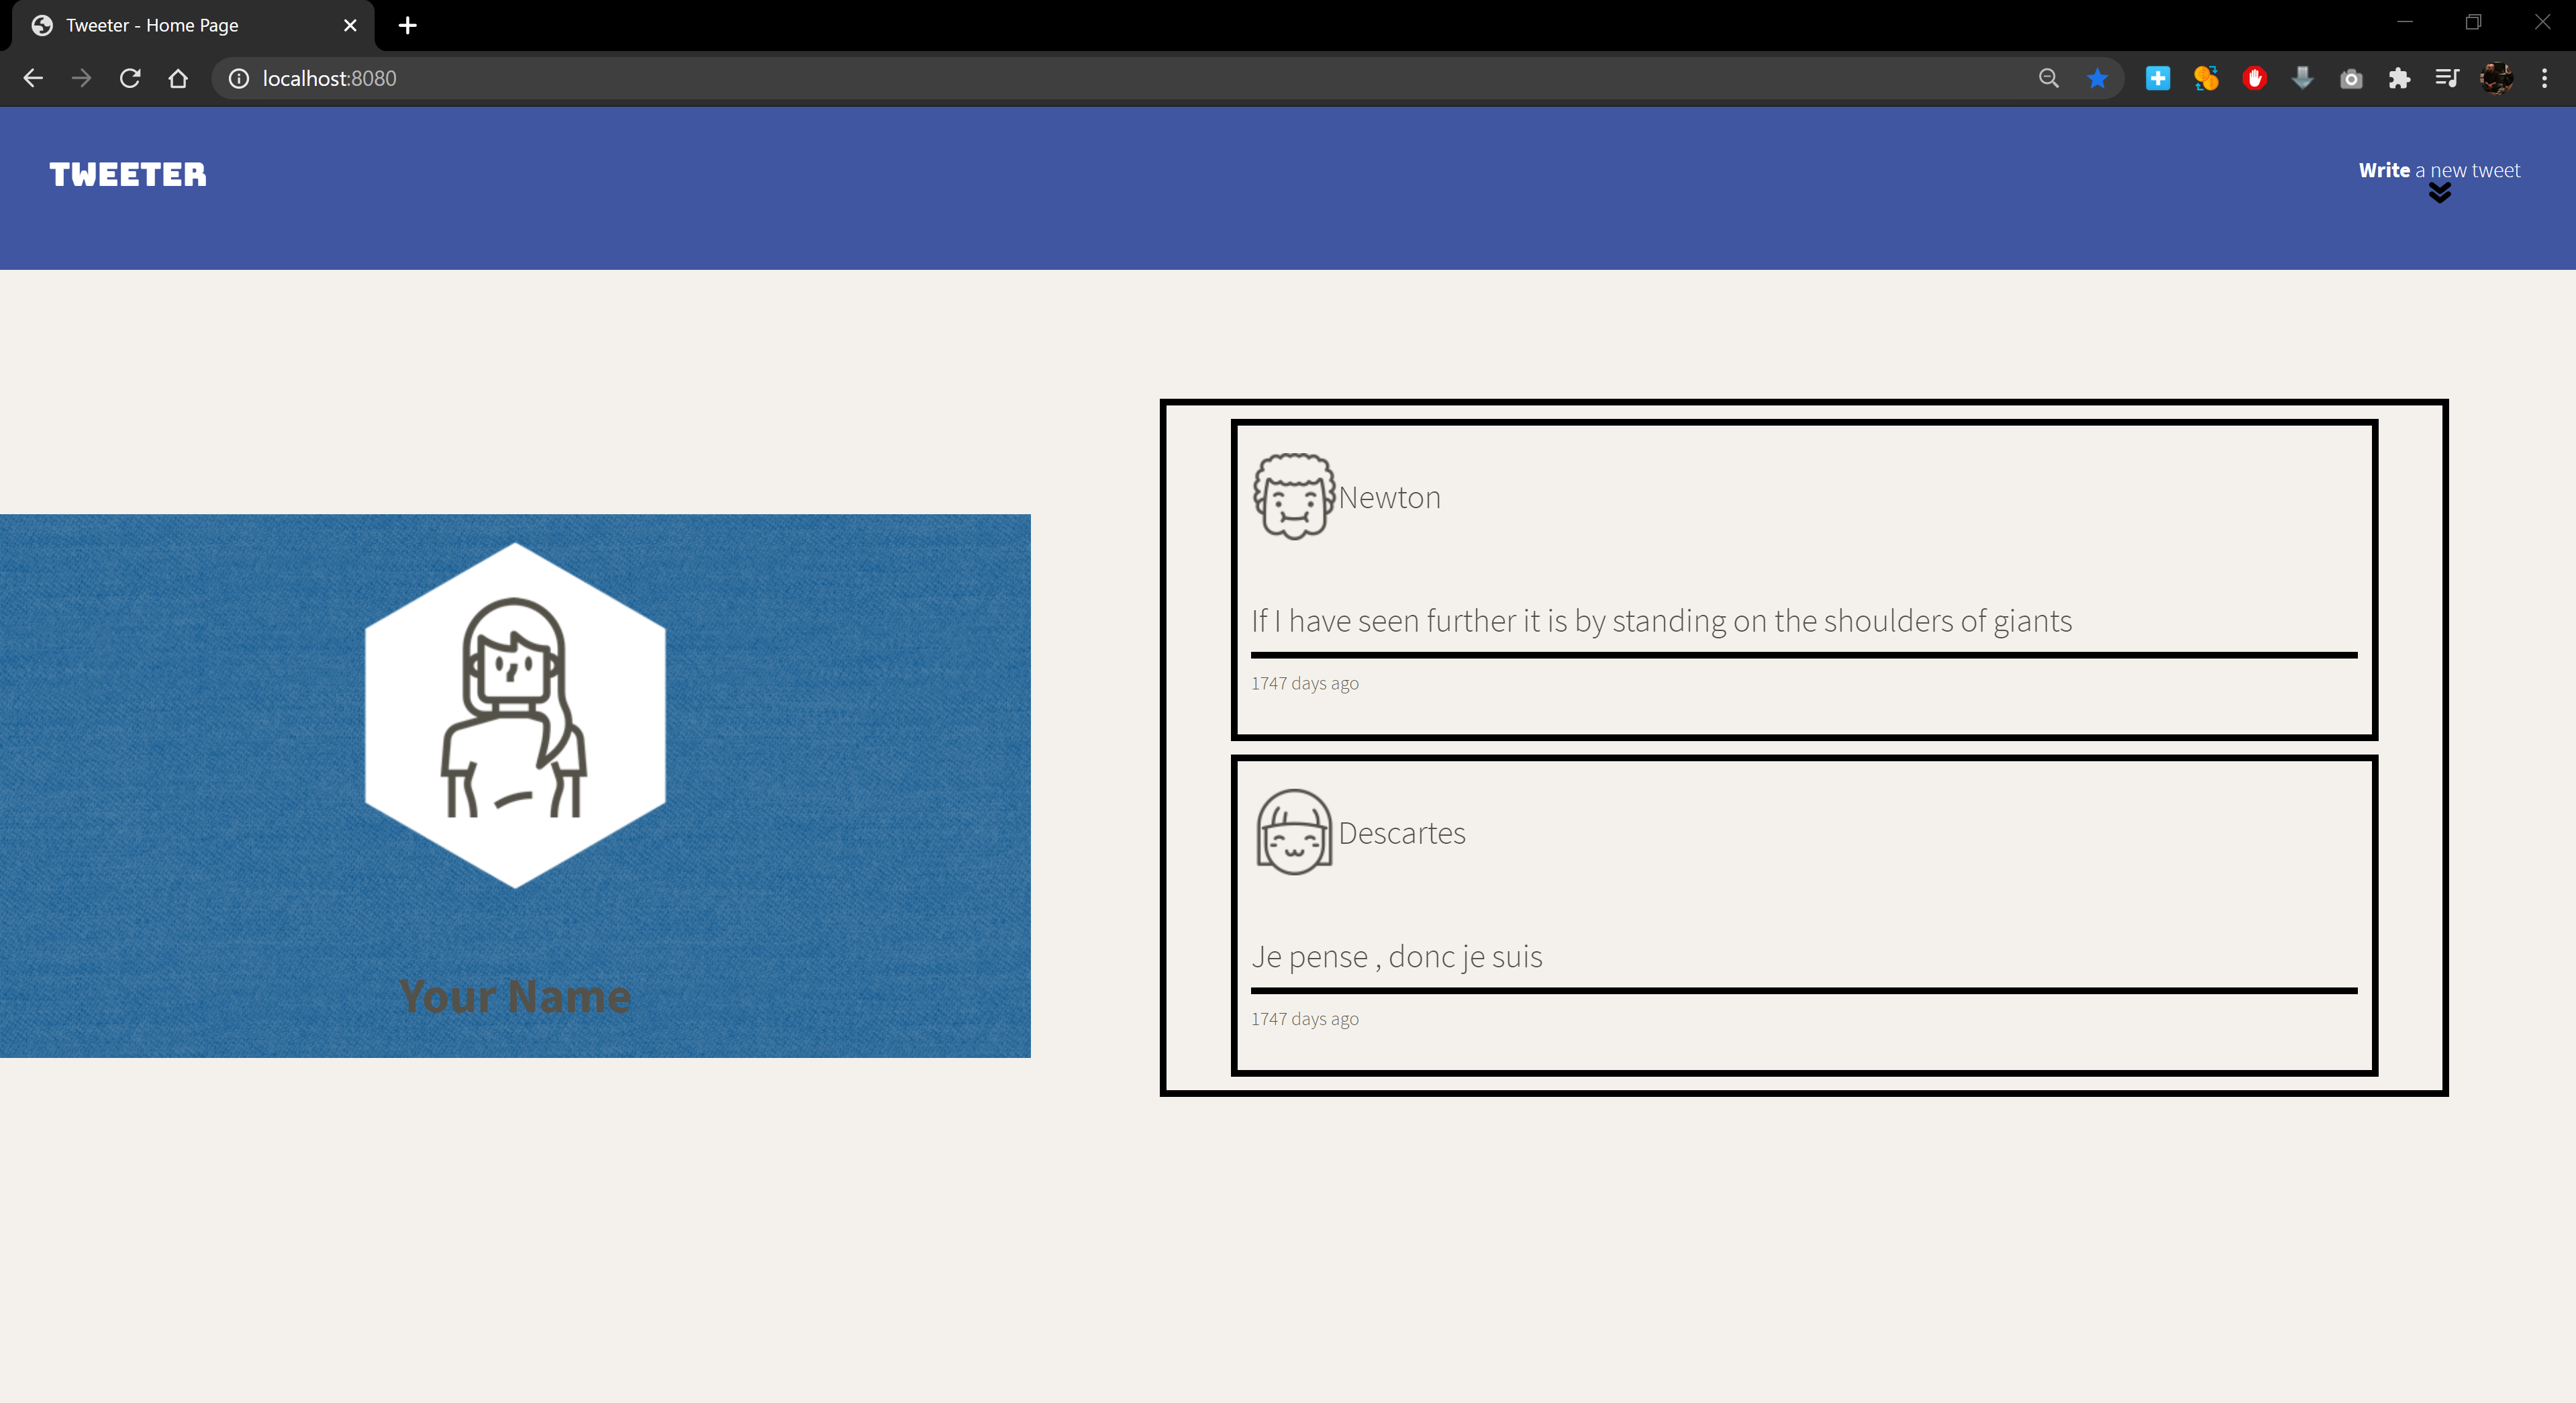 Tweeter - Home Page
localhost:8080
TWEETER
Write a new tweet
Your Name
Newton
If I have seen further it is by standing on the shoulders of giants
1747 days ago
Descartes
Je pense , donc je suis
1747 days ago